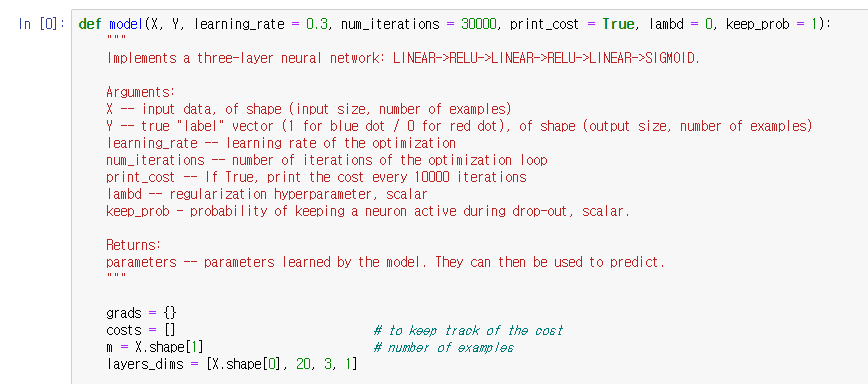 In [0]: def model(X, Y, learning_rate = 0.3, num_iterations = 30000, print_cost = True, lambd = 0, keep_prob = 1):
"""
Implements a three-layer neural network: LINEAR->RELU->LINEAR->RELU->LINEAR->SIGMOID.

Arguments:
X -- input data, of shape (input size, number of examples)
Y -- true "label" vector (1 for blue dot / 0 for red dot), of shape (output size, number of examples)
learning_rate -- learning rate of the optimization
num_iterations -- number of iterations of the optimization loop
print_cost -- If True, print the cost every 10000 iterations
lambd -- regularization hyperparameter, scalar
keep_prob - probability of keeping a neuron active during drop-out, scalar.

Returns:
parameters -- parameters learned by the model. They can then be used to predict.
"""

grads = {}
costs = [] # to keep track of the cost
m = X.shape[1] # number of examples
layers_dims = [X.shape[0], 20, 3, 1]